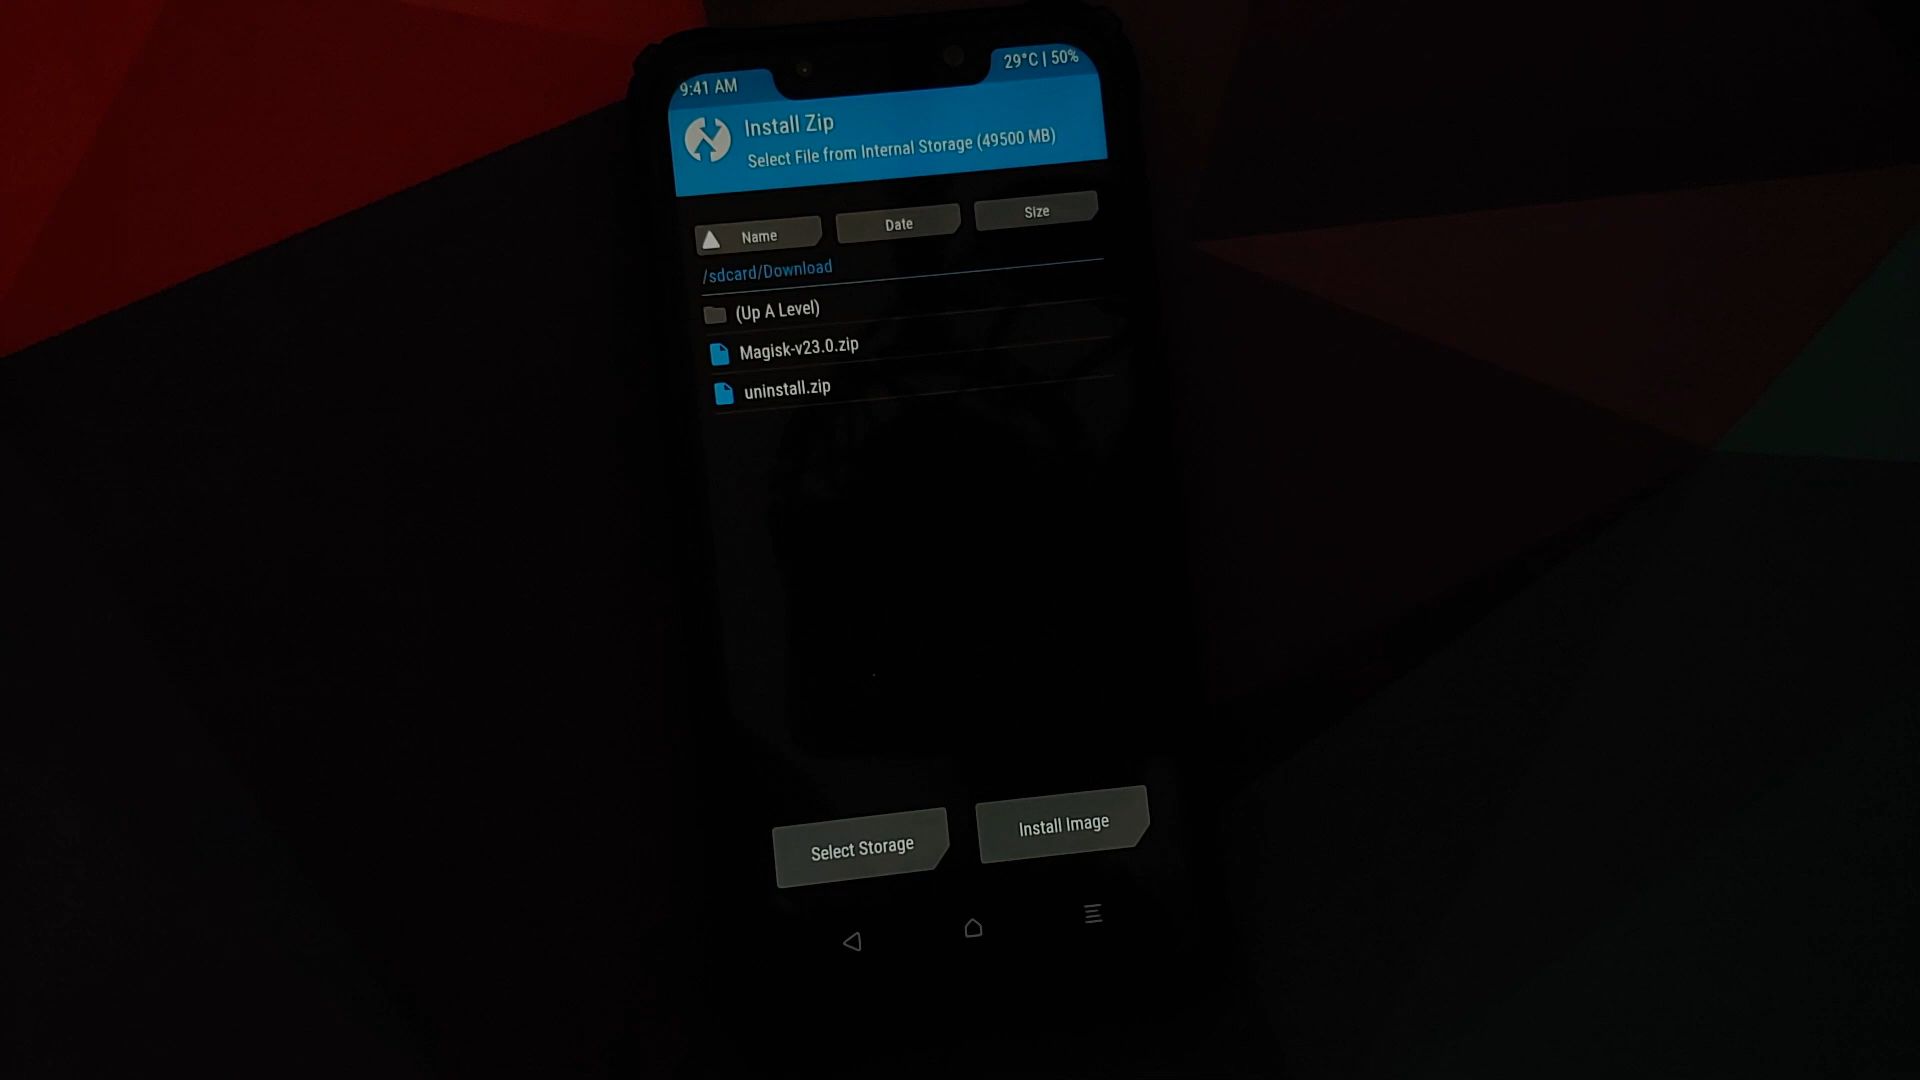 9:41 AM
29°C | 50%
Install Zip
Select File from Internal Storage (49500 MB)
Name
Date
Size
/sdcard/Download
(Up A Level)
Magisk-v23.0.zip
uninstall.zip
Select Storage
Install Image